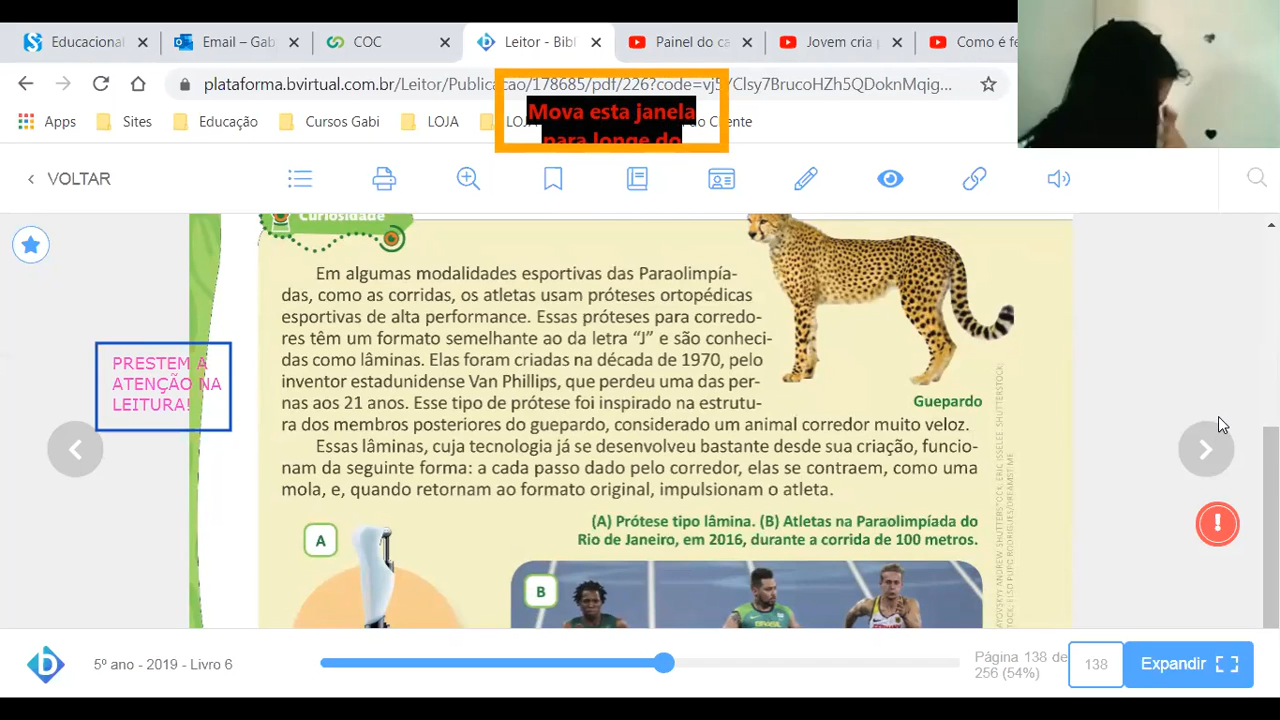 Educacional
Email – Gab
COC
Leitor - Bibl
Painel do ca
Jovem cria p
Como é fe
plataforma.bvirtual.com.br/Leitor/Publicacao/178685/pdf/226?code=vj5YClsy7BrucoHZh5QDoknMqig...
Apps
Sites
Educação
Cursos Gabi
LOJA
LOJ
o Cliente
Mova esta janela
para longe do
VOLTAR
Curiosidade
Em algumas modalidades esportivas das Paraolimpía-
das, como as corridas, os atletas usam próteses ortopédicas
esportivas de alta performance. Essas próteses para corredo-
res têm um formato semelhante ao da letra “J” e são conheci-
das como lâminas. Elas foram criadas na década de 1970, pelo
inventor estadunidense Van Phillips, que perdeu uma das per-
nas aos 21 anos. Esse tipo de prótese foi inspirado na estrutu-
ra dos membros posteriores do guepardo, considerado um animal corredor muito veloz.
Essas lâminas, cuja tecnologia já se desenvolveu bastante desde sua criação, funcio-
nam da seguinte forma: a cada passo dado pelo corredor, elas se contraem, como uma
mola, e, quando retornam ao formato original, impulsionam o atleta.
Guepardo
PRESTEM A
ATENÇÃO NA
LEITURA!
(A) Prótese tipo lâmina. (B) Atletas na Paraolimpíada do
Rio de Janeiro, em 2016, durante a corrida de 100 metros.
A
B
BRASIL
5º ano - 2019 - Livro 6
Página 138 de
256 (54%)
138
Expandir